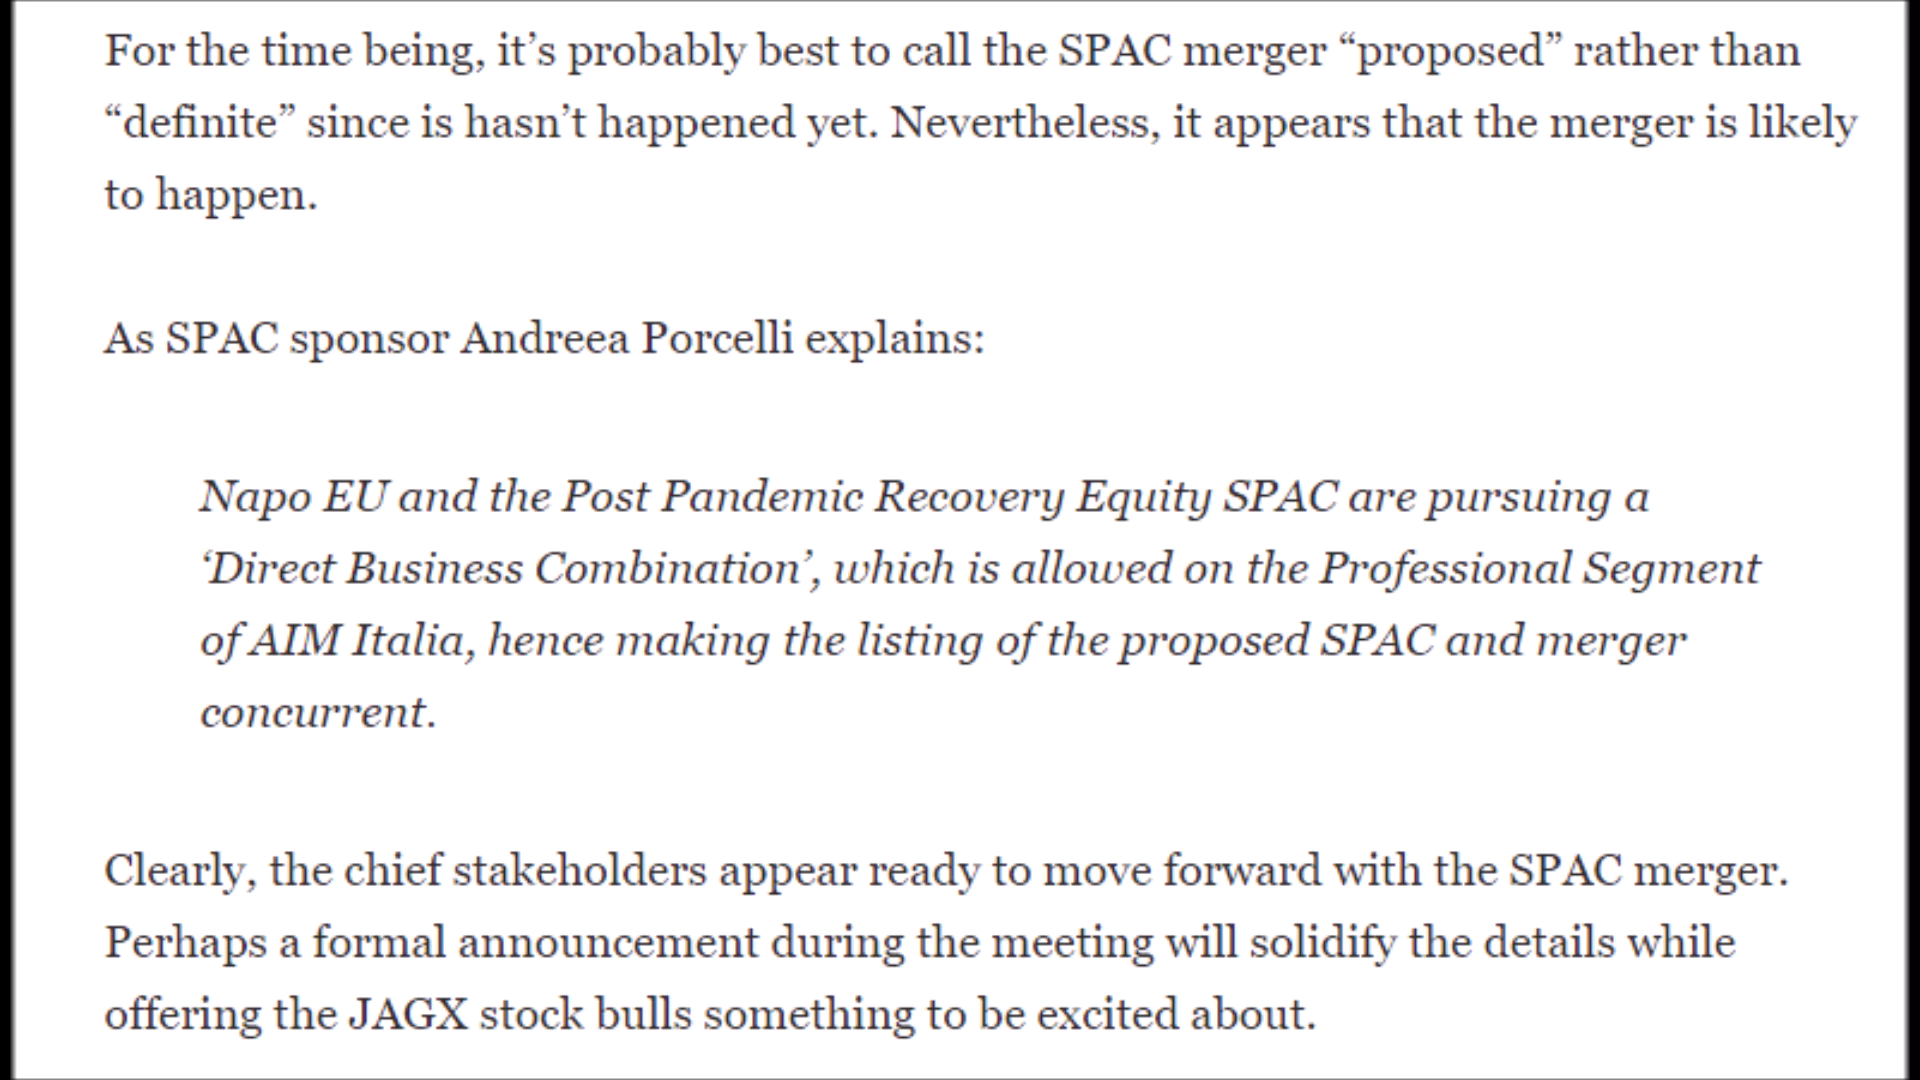 For the time being, it’s probably best to call the SPAC merger “proposed” rather than
“definite” since is hasn’t happened yet. Nevertheless, it appears that the merger is likely
to happen.
As SPAC sponsor Andreea Porcelli explains:
Napo EU and the Post Pandemic Recovery Equity SPAC are pursuing a
‘Direct Business Combination’, which is allowed on the Professional Segment
of AIM Italia, hence making the listing of the proposed SPAC and merger
concurrent.
Clearly, the chief stakeholders appear ready to move forward with the SPAC merger.
Perhaps a formal announcement during the meeting will solidify the details while
offering the JAGX stock bulls something to be excited about.